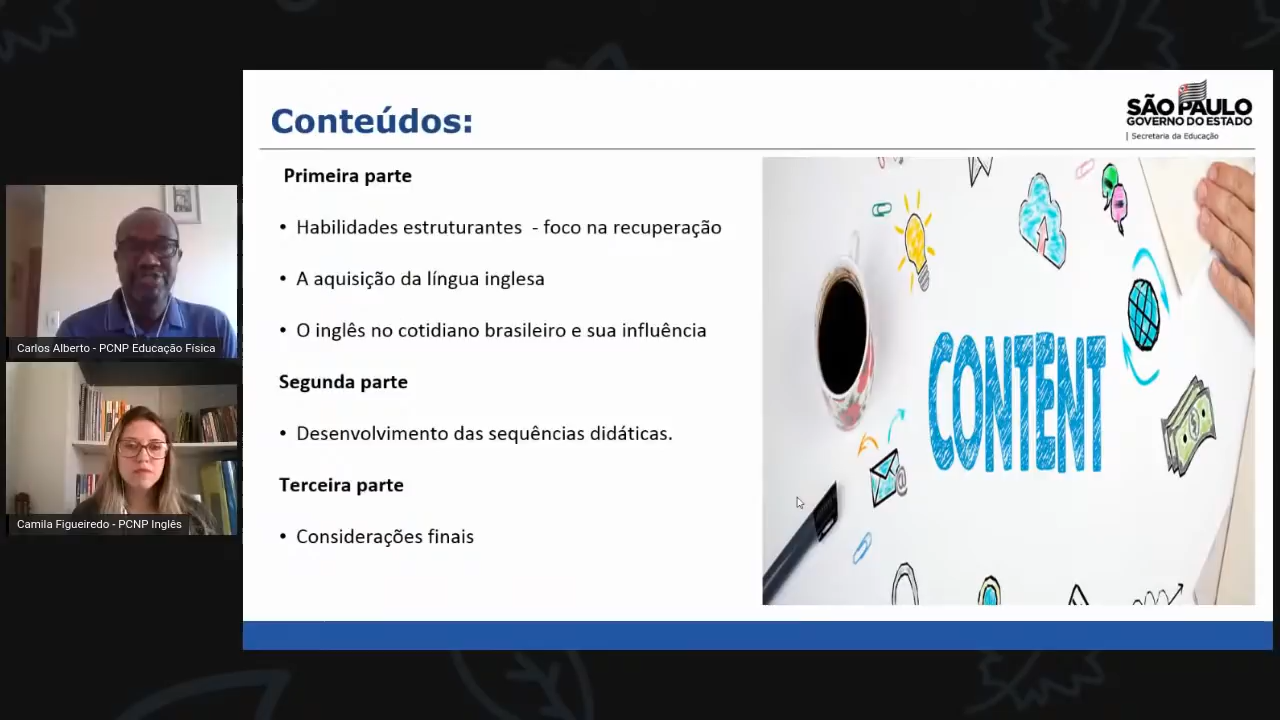 Conteúdos:
SÃO PAULO
GOVERNO DO ESTADO
Secretaria da Educação
Primeira parte
• Habilidades estruturantes - foco na recuperação
• A aquisição da língua inglesa
• O inglês no cotidiano brasileiro e sua influência
Segunda parte
• Desenvolvimento das sequências didáticas.
Terceira parte
• Considerações finais
CONTENT
@
$
Carlos Alberto - PCNP Educação Física
Camila Figueiredo - PCNP Inglês